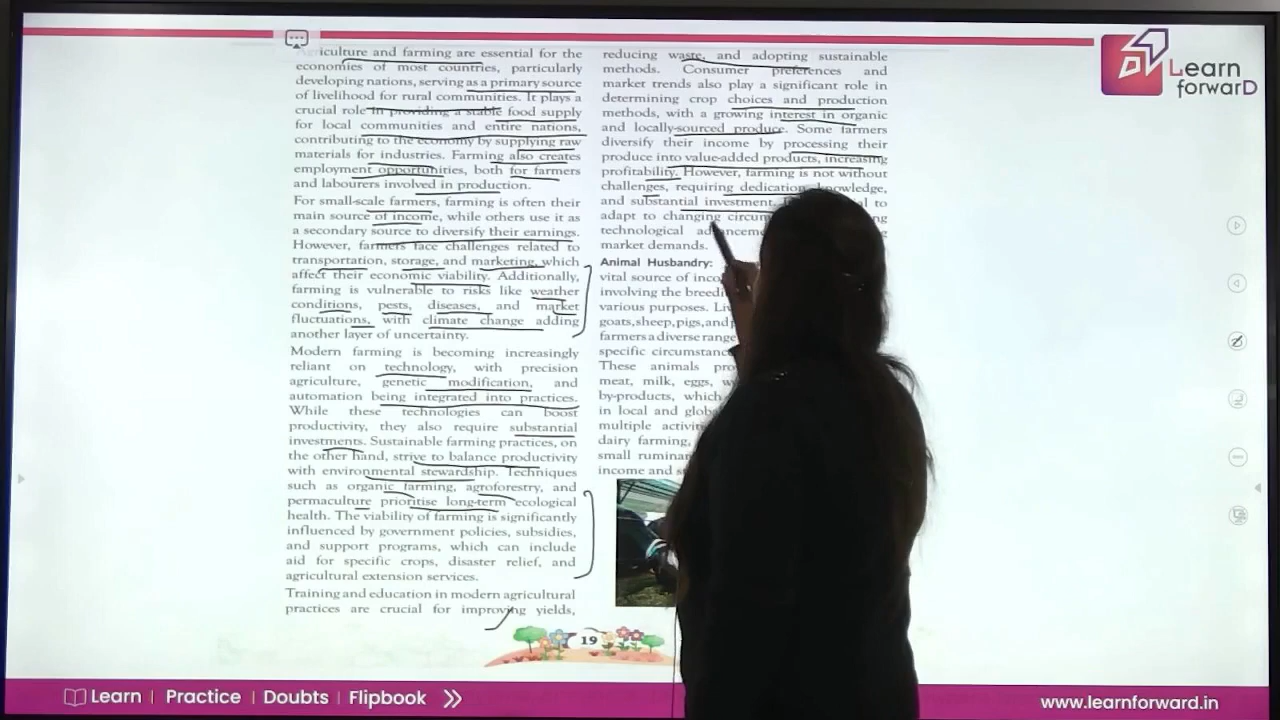 Agriculture and farming are essential for the
economies of most countries, particularly
developing nations, serving as a primary source
of livelihood for rural communities. It plays a
crucial role in providing a stable food supply
for local communities and entire nations,
contributing to the economy by supplying raw
materials for industries. Farming also creates
employment opportunities, both for farmers
and labourers involved in production.
For small-scale farmers, farming is often their
main source of income, while others use it as
a secondary source to diversify their earnings.
However, farmers face challenges related to
transportation, storage, and marketing, which
affect their economic viability. Additionally,
farming is vulnerable to risks like weather
conditions, pests, diseases, and market
fluctuations, with climate change adding
another layer of uncertainty.
Modern farming is becoming increasingly
reliant on technology, with precision
agriculture, genetic modification, and
automation being integrated into practices.
While these technologies can boost
productivity, they also require substantial
investments. Sustainable farming practices, on
the other hand, strive to balance productivity
with environmental stewardship. Techniques
such as organic farming, agroforestry, and
permaculture prioritise long-term ecological
health. The viability of farming is significantly
influenced by government policies, subsidies,
and support programs, which can include
aid for specific crops, disaster relief, and
agricultural extension services.
Training and education in modern agricultural
practices are crucial for improving yields,
reducing waste, and adopting sustainable
methods. Consumer preferences and
market trends also play a significant role in
determining crop choices and production
methods, with a growing interest in organic
and locally-sourced produce. Some farmers
diversify their income by processing their
produce into value-added products, increasing
profitability. However, farming is not without
challenges, requiring dedication, knowledge,
and substantial investment. to
adapt to changing
technological
market demands.
Animal Husbandry:
vital source of
involving the
various purposes.
goats, sheep, pigs, and
farmers a diverse range
specific
These animals
meat, milk, eggs,
by-products, which
in local and
multiple
dairy farming,
small
income and
19
Learn
forwarD
Learn | Practice | Doubts | Flipbook
www.learnforward.in